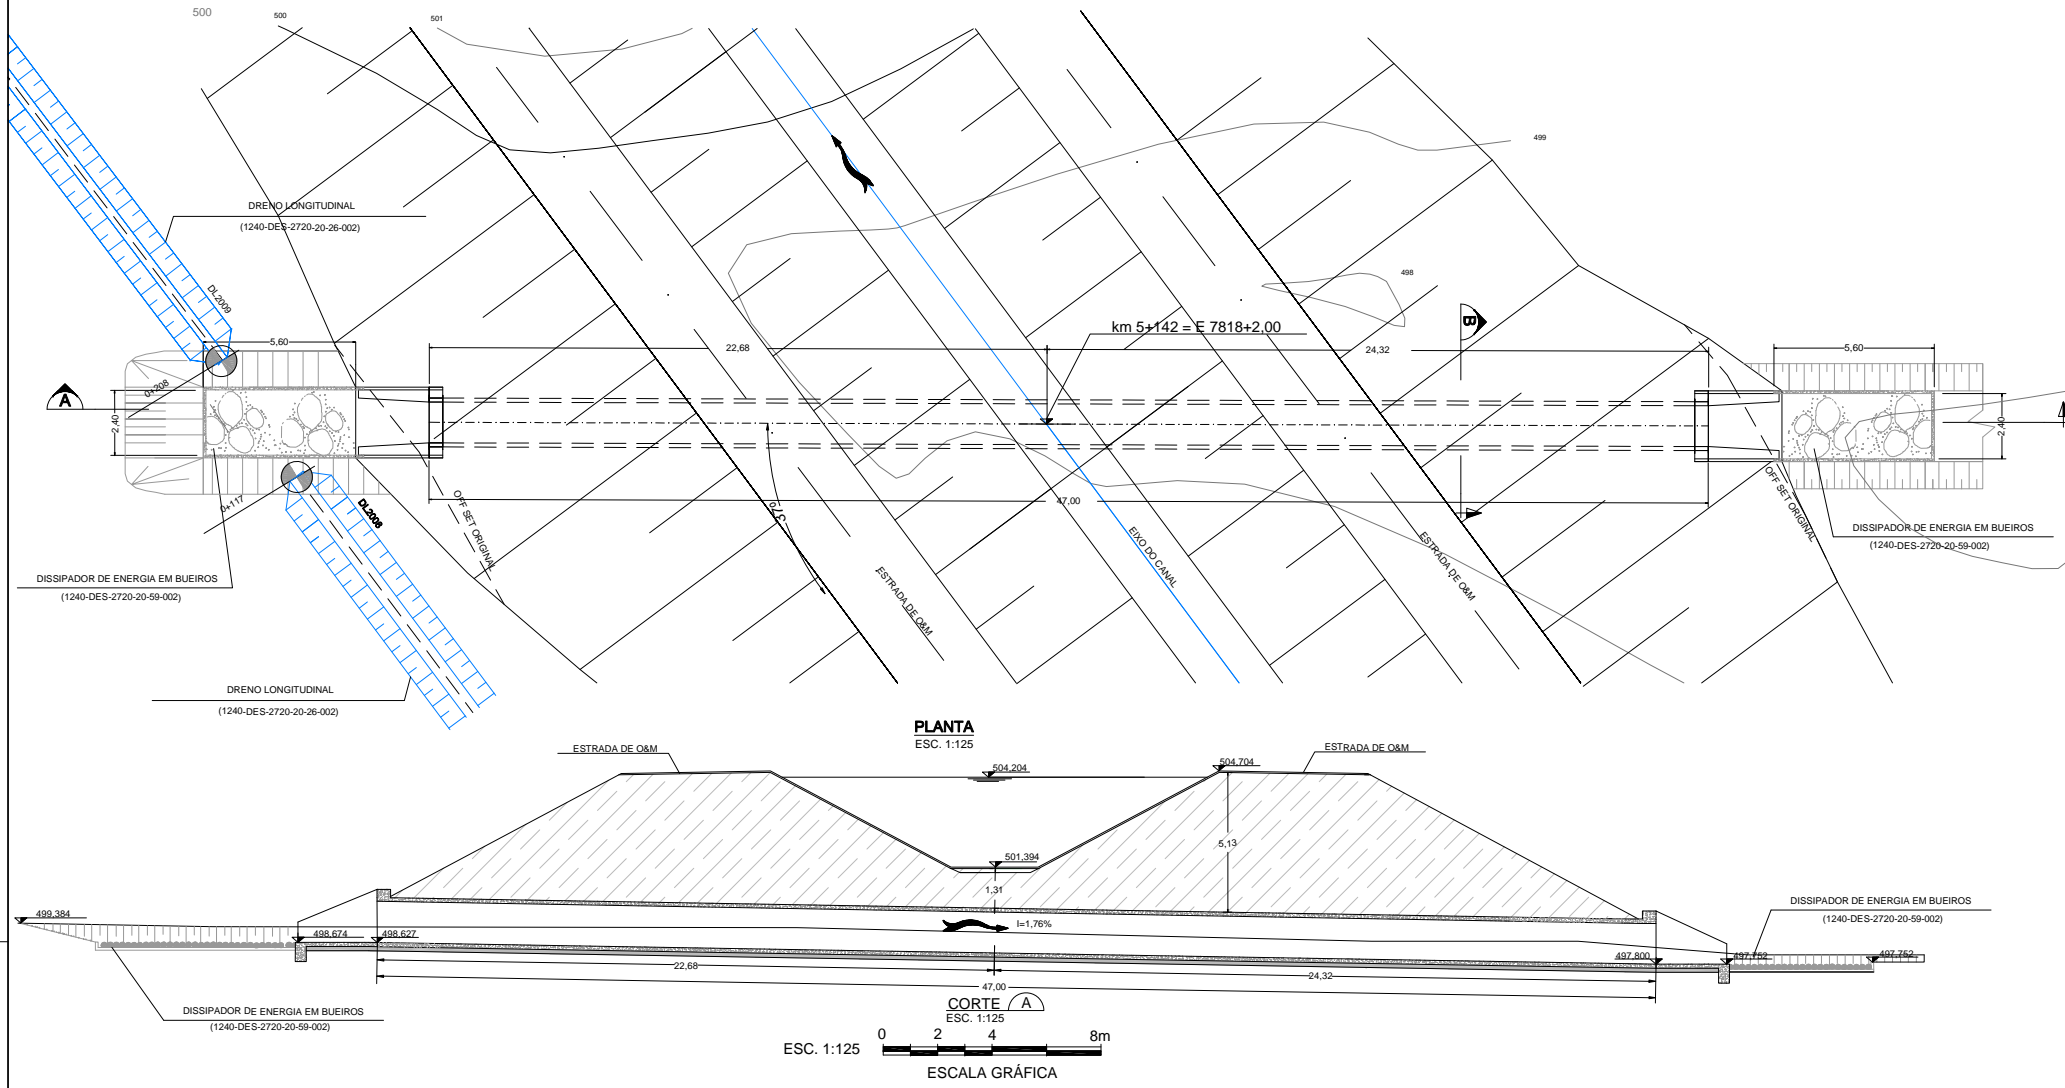 500
500
501
499
DRENO LONGITUDINAL
(1240-DES-2720-20-26-002)
498
DL2009
km 5+142 = E 7818+2,00
B
5,60
22,68
24,32
5,60
0+208
A
2,40
2,40
47,00
OFF SET ORIGINAL
OFF SET ORIGINAL
0+117
DL2008
EIXO DO CANAL
ESTRADA DE O&M
ESTRADA DE O&M
DISSIPADOR DE ENERGIA EM BUEIROS
(1240-DES-2720-20-59-002)
DISSIPADOR DE ENERGIA EM BUEIROS
(1240-DES-2720-20-59-002)
DRENO LONGITUDINAL
(1240-DES-2720-20-26-002)
PLANTA
ESC. 1:125
ESTRADA DE O&M
ESTRADA DE O&M
504,204
504,704
5,13
501,394
1,31
I=1,76%
499,384
498,674
498,627
497,800
497,752
497,752
DISSIPADOR DE ENERGIA EM BUEIROS
(1240-DES-2720-20-59-002)
22,68
24,32
47,00
DISSIPADOR DE ENERGIA EM BUEIROS
(1240-DES-2720-20-59-002)
CORTE A
ESC. 1:125
ESC. 1:125
0 2 4 8m
ESCALA GRÁFICA